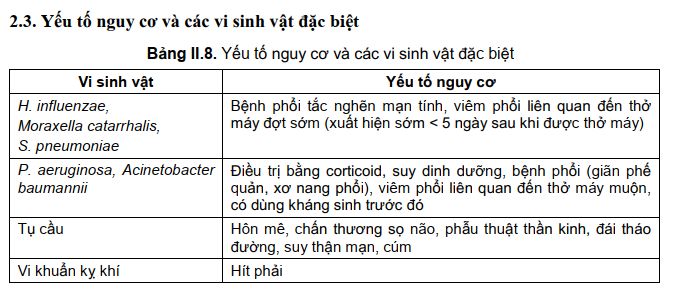 2.3. Yếu tố nguy cơ và các vi sinh vật đặc biệt
Bảng II.8. Yếu tố nguy cơ và các vi sinh vật đặc biệt
Vi sinh vật
Yếu tố nguy cơ
H. influenzae,
Moraxella catarrhalis,
S. pneumoniae
Bệnh phổi tắc nghẽn mạn tính, viêm phổi liên quan đến thở
máy đợt sớm (xuất hiện sớm < 5 ngày sau khi được thở máy)
P. aeruginosa, Acinetobacter
baumannii
Điều trị bằng corticoid, suy dinh dưỡng, bệnh phổi (giãn phế
quản, xơ nang phổi), viêm phổi liên quan đến thở máy muộn,
có dùng kháng sinh trước đó
Tụ cầu
Hôn mê, chấn thương sọ não, phẫu thuật thần kinh, đái tháo
đường, suy thận mạn, cúm
Vi khuẩn kỵ khí
Hít phải